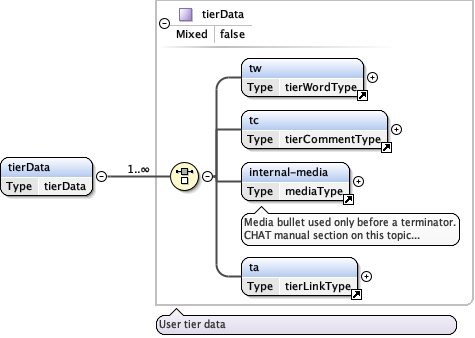 tierData
Mixed false
tw
Type tierWordType
tc
Type tierCommentType
tierData
Type tierData
1..∞
internal-media
Type mediaType
Media bullet used only before a terminator.
CHAT manual section on this topic...
ta
Type tierLinkType
User tier data